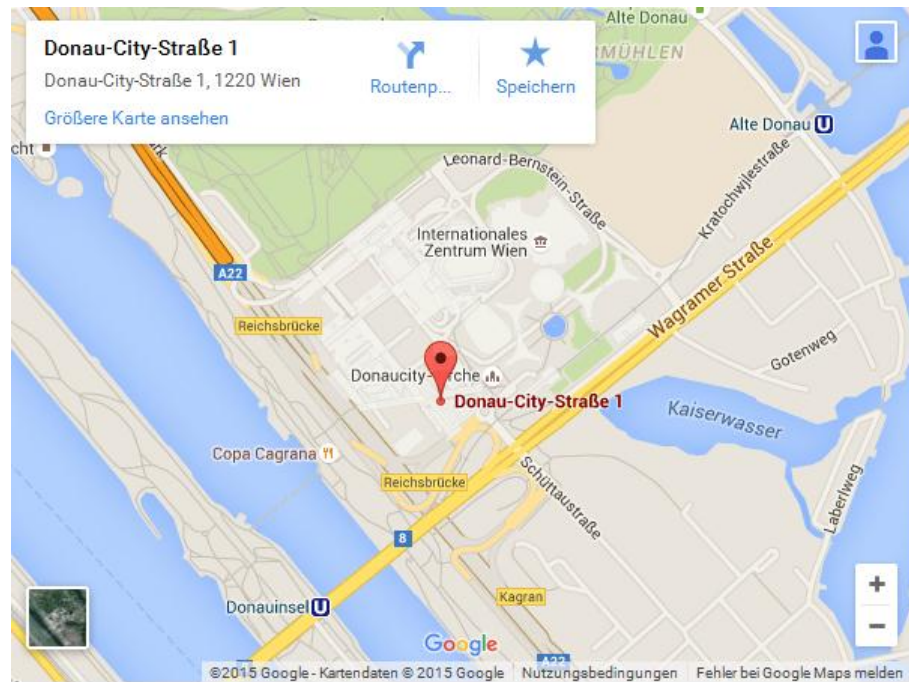 Alte Donau
Donau-City-Straße 1
Donau-City-Straße 1, 1220 Wien
Größere Karte ansehen
Routenp...
Speichern
MÜHLEN
Alte Donau U
cht
rk
Leonard-Bernstein-Straße
Kratochwjlestraße
Internationales
Zentrum Wien
A22
Wagramer Straße
Reichsbrücke
Gotenweg
Donaucity-
rche
Donau-City-Straße 1
Kaiserwasser
Copa Cagrana
Reichsbrücke
Schüttaustraße
Laberlweg
8
Kagran
Donauinsel U
+
−
Google
A22
©2015 Google - Kartendaten © 2015 Google
Nutzungsbedingungen
Fehler bei Google Maps melden